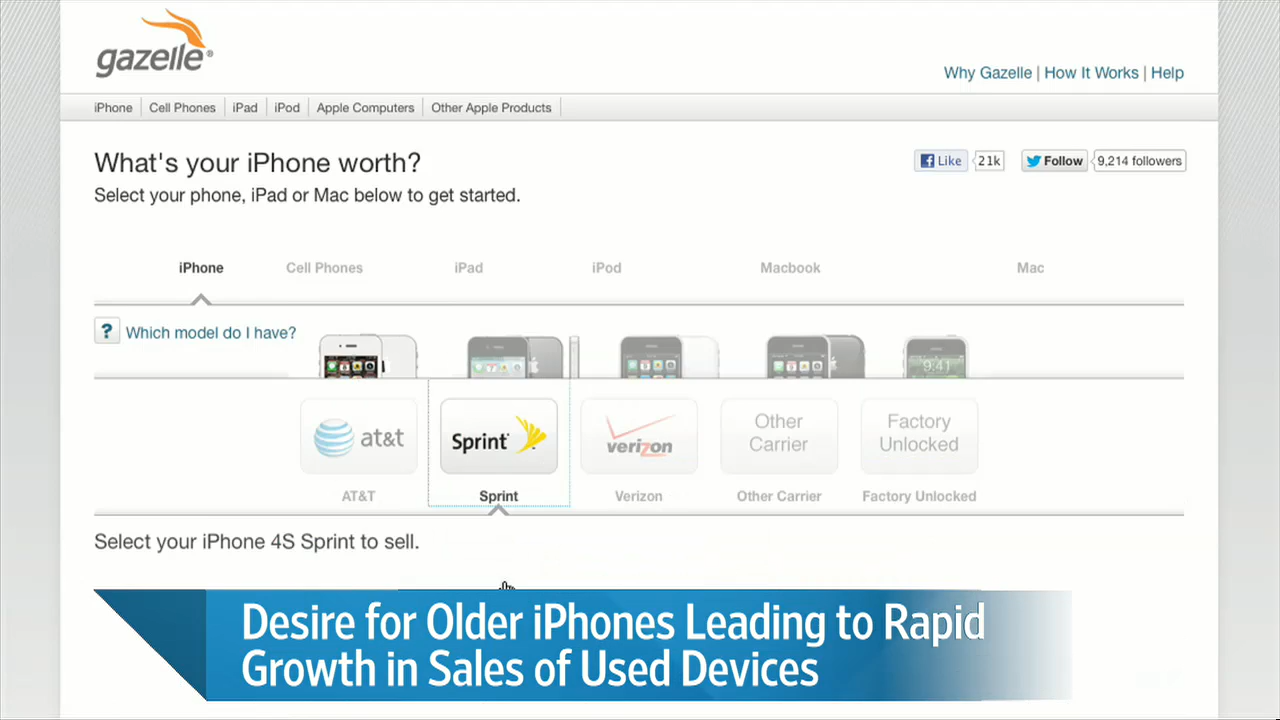 gazelle®
Why Gazelle | How It Works | Help
iPhone | Cell Phones | iPad | iPod | Apple Computers | Other Apple Products
What's your iPhone worth?
Like 21k Follow 9,214 followers
Select your phone, iPad or Mac below to get started.
iPhone Cell Phones iPad iPod Macbook Mac
? Which model do I have?
9:41
at&t Sprint verizon Other Carrier Factory Unlocked
AT&T Sprint Verizon Other Carrier Factory Unlocked
Select your iPhone 4S Sprint to sell.
Desire for Older iPhones Leading to Rapid
Growth in Sales of Used Devices